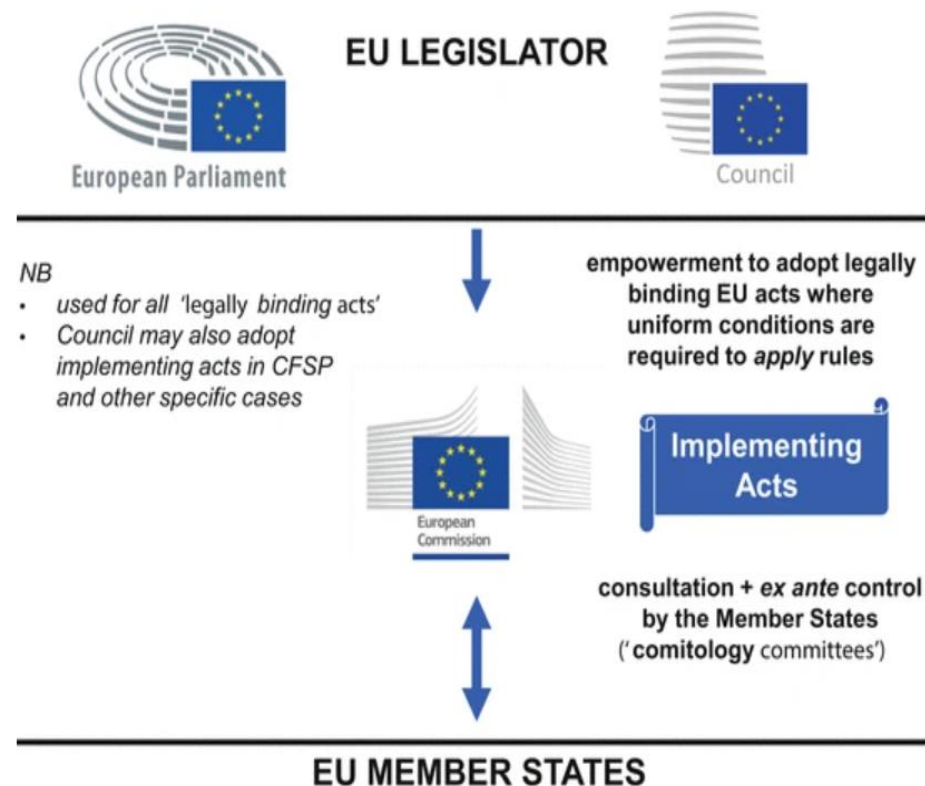 EU LEGISLATOR
European Parliament
Council
NB
• used for all 'legally binding acts'
• Council may also adopt
implementing acts in CFSP
and other specific cases
empowerment to adopt legally
binding EU acts where
uniform conditions are
required to apply rules
European
Commission
Implementing
Acts
consultation + ex ante control
by the Member States
('comitology committees')
EU MEMBER STATES